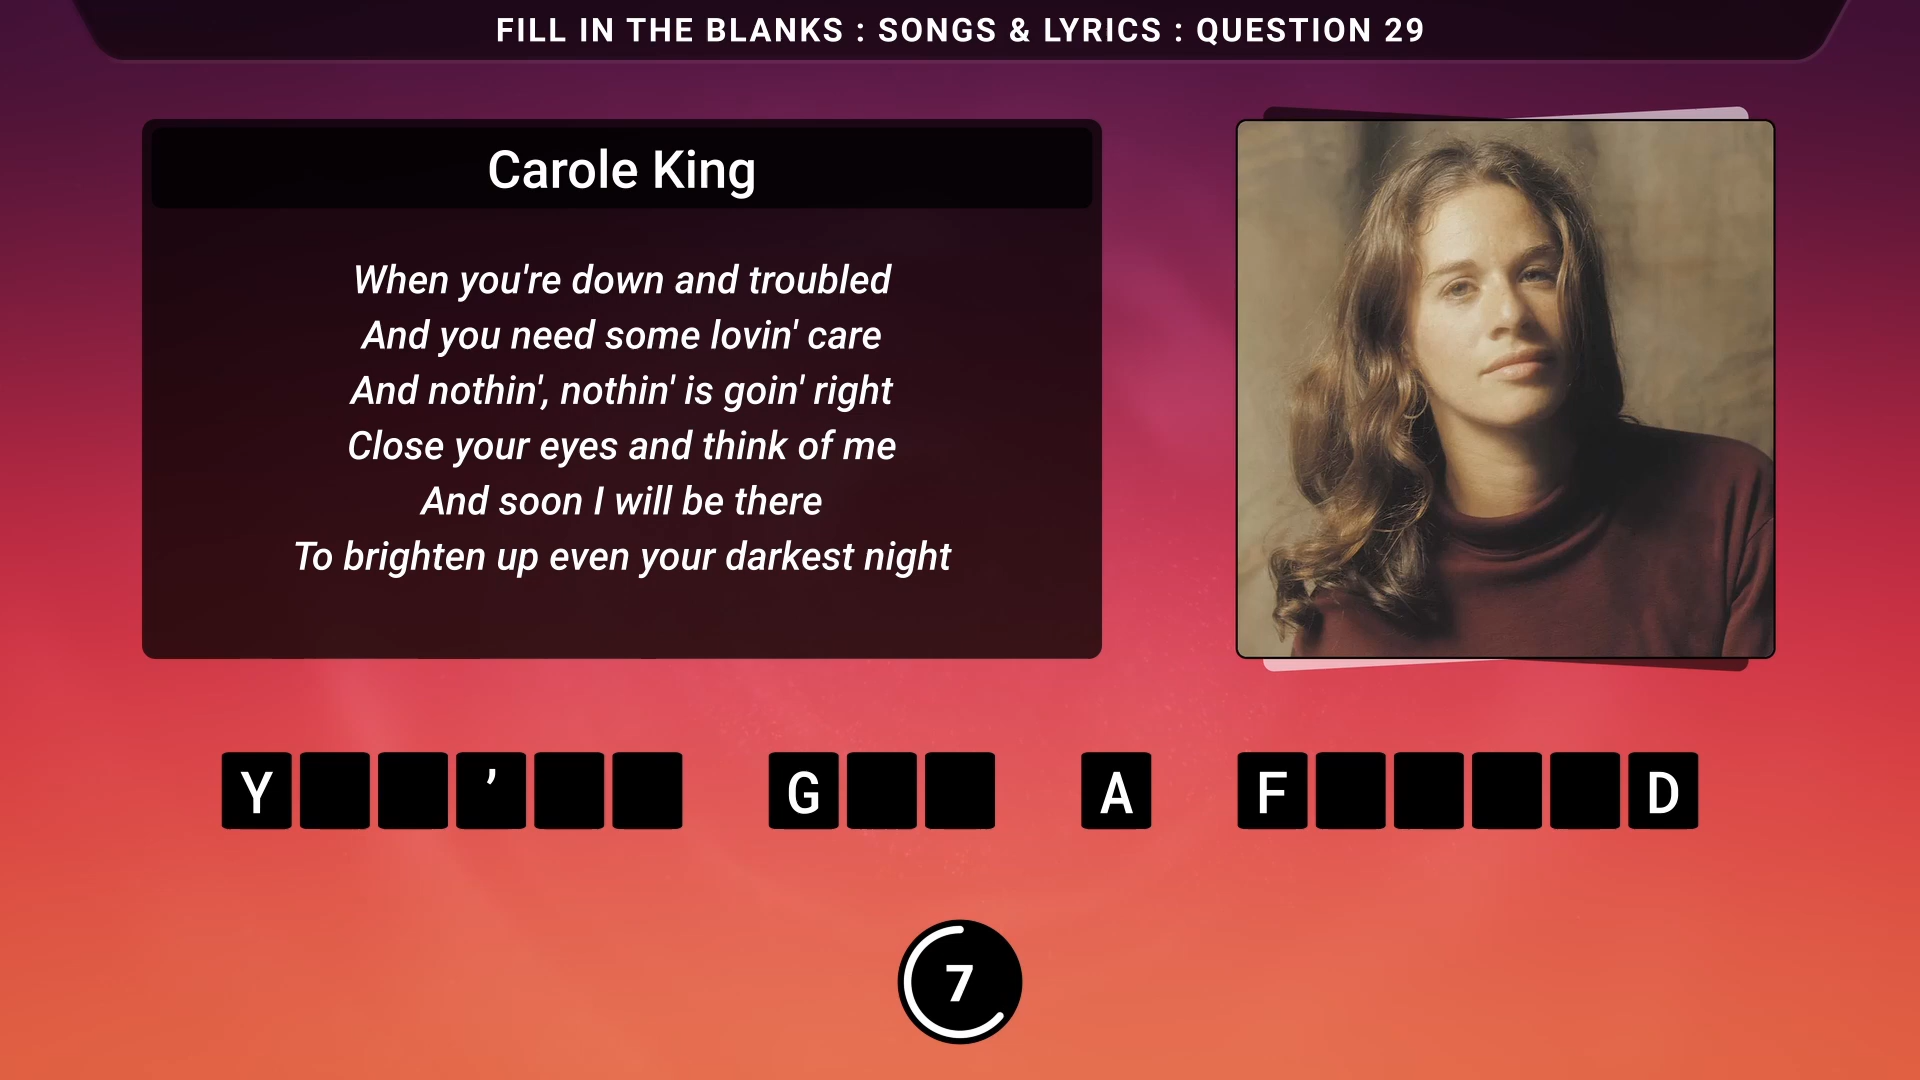 FILL IN THE BLANKS : SONGS & LYRICS : QUESTION 29
Carole King
When you're down and troubled
And you need some lovin' care
And nothin', nothin' is goin' right
Close your eyes and think of me
And soon I will be there
To brighten up even your darkest night
Y ’ G A F D
7